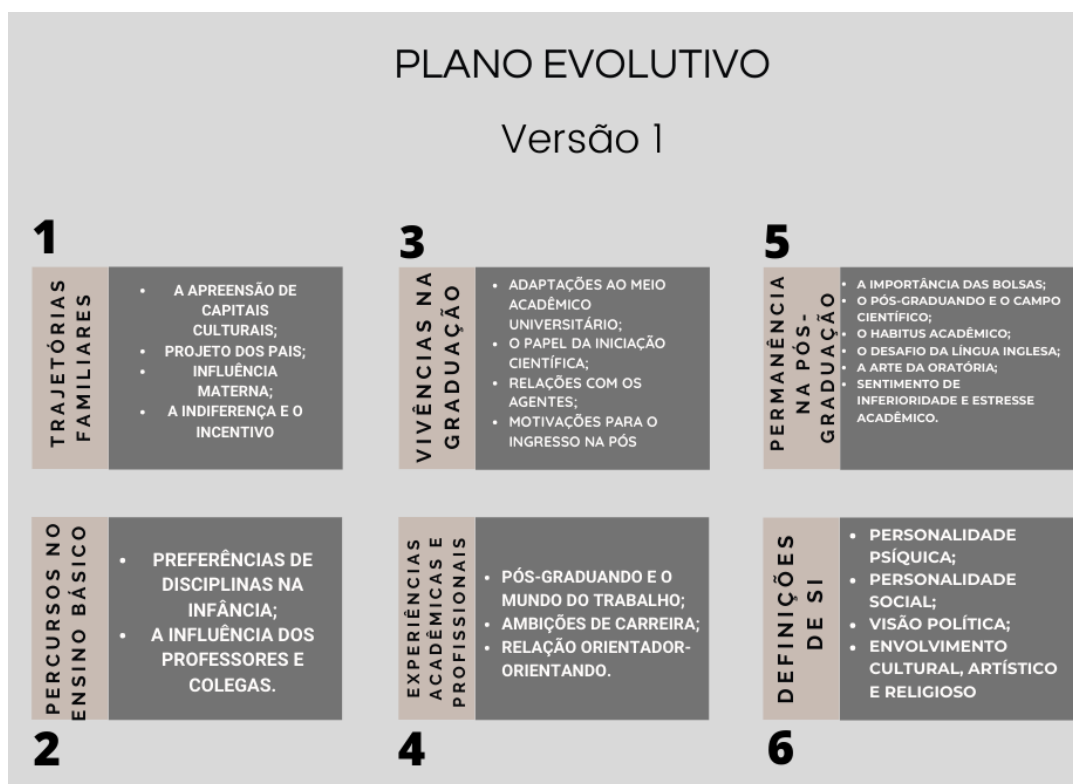 PLANO EVOLUTIVO
Versão 1
1
TRAJETÓRIAS
FAMILIARES
• A APREENSÃO DE
CAPITAIS
CULTURAIS;
• PROJETO DOS PAIS;
• INFLUÊNCIA
MATERNA;
• A INDIFERENÇA E O
INCENTIVO
2
PERCURSOS NO
ENSINO BÁSICO
• PREFERÊNCIAS DE
DISCIPLINAS NA
INFÂNCIA;
• A INFLUÊNCIA DOS
PROFESSORES E
COLEGAS.
3
VIVÊNCIAS NA
GRADUAÇÃO
• ADAPTAÇÕES AO MEIO
ACADÊMICO
UNIVERSITÁRIO;
• O PAPEL DA INICIAÇÃO
CIENTÍFICA;
• RELAÇÕES COM OS
AGENTES;
• MOTIVAÇÕES PARA O
INGRESSO NA PÓS
4
EXPERIÊNCIAS
ACADÊMICAS E
PROFISSIONAIS
• PÓS-GRADUANDO E O
MUNDO DO TRABALHO;
• AMBIÇÕES DE CARREIRA;
• RELAÇÃO ORIENTADOR-
ORIENTANDO.
5
PERMANÊNCIA
NA PÓS-
GRADUAÇÃO
• A IMPORTÂNCIA DAS BOLSAS;
• O PÓS-GRADUANDO E O CAMPO
CIENTÍFICO;
• O HABITUS ACADÊMICO;
• O DESAFIO DA LÍNGUA INGLESA;
• A ARTE DA ORATÓRIA;
• SENTIMENTO DE
INFERIORIDADE E ESTRESSE
ACADÊMICO.
6
DEFINIÇÕES
DE SI
• PERSONALIDADE
PSÍQUICA;
• PERSONALIDADE
SOCIAL;
• VISÃO POLÍTICA;
• ENVOLVIMENTO
CULTURAL, ARTÍSTICO
E RELIGIOSO